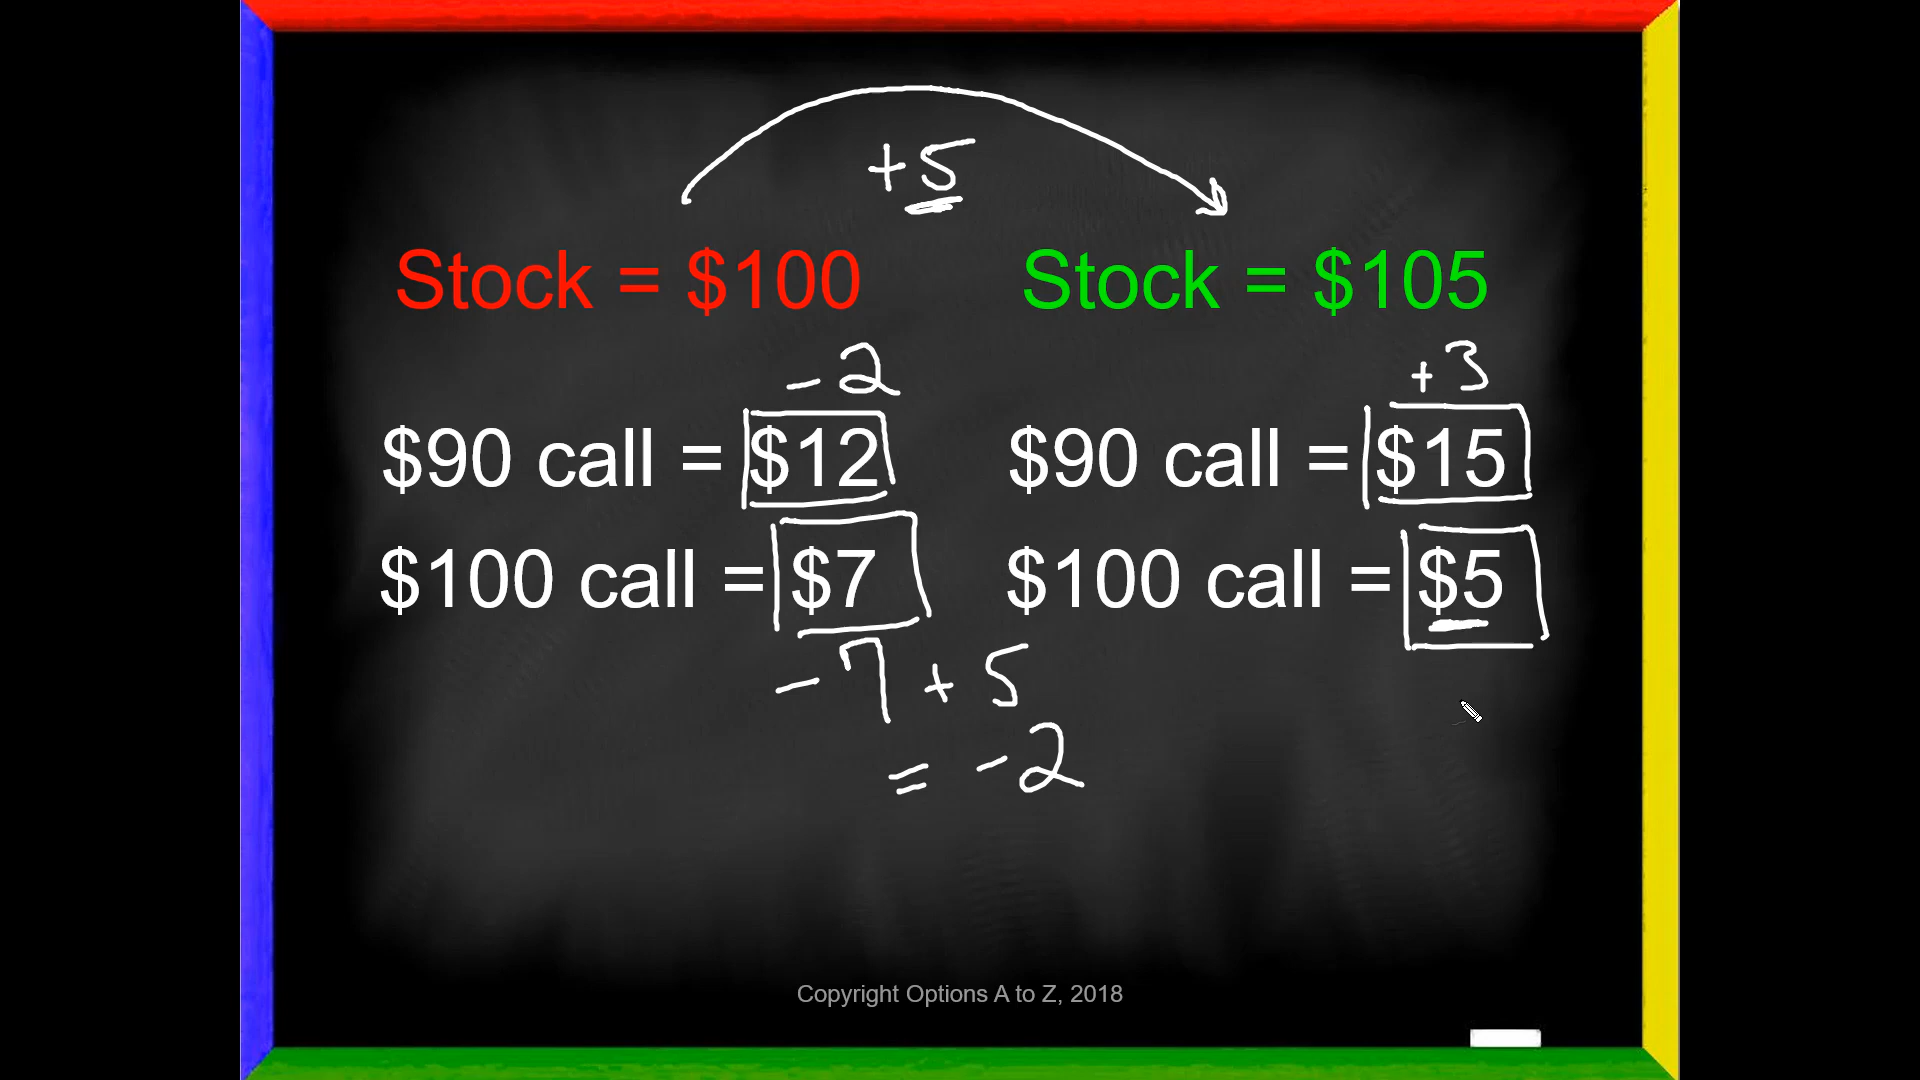 +5
Stock = $100 Stock = $105
-2 +3
$90 call = $12 $90 call = $15
$100 call = $7 $100 call = $5
-7+5
= -2
Copyright Options A to Z, 2018